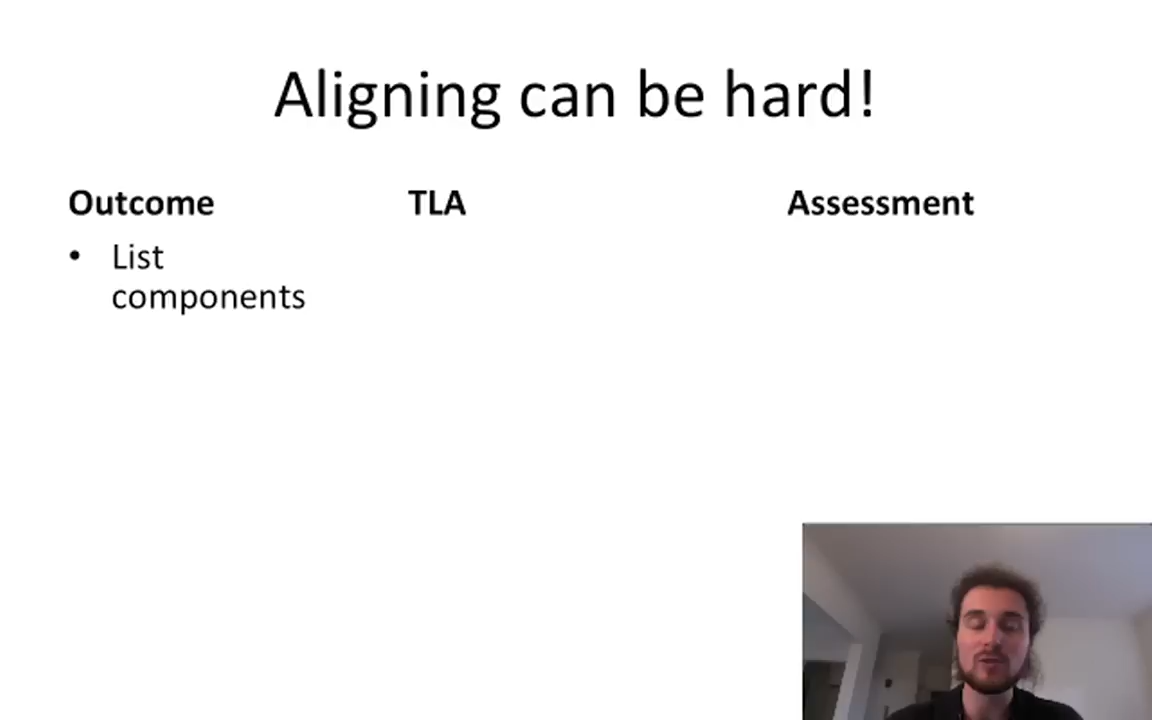 Aligning can be hard!
Outcome
TLA
Assessment
• List
components